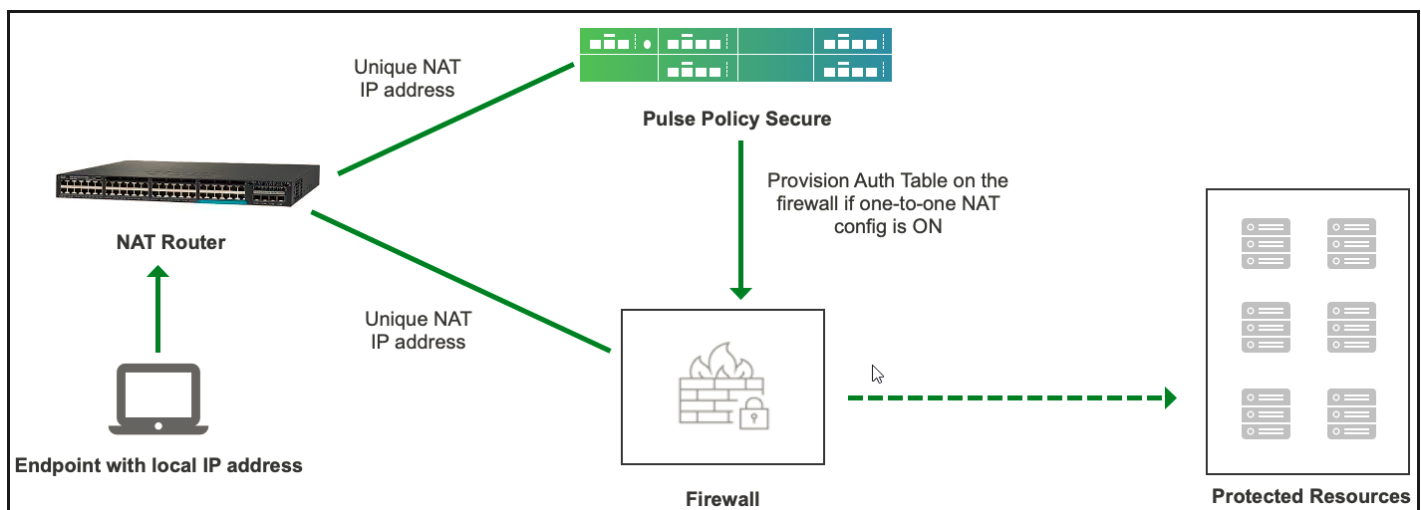 Unique NAT
IP address
Pulse Policy Secure
Provision Auth Table on the
firewall if one-to-one NAT
config is ON
NAT Router
Unique NAT
IP address
Endpoint with local IP address
Firewall
Protected Resources